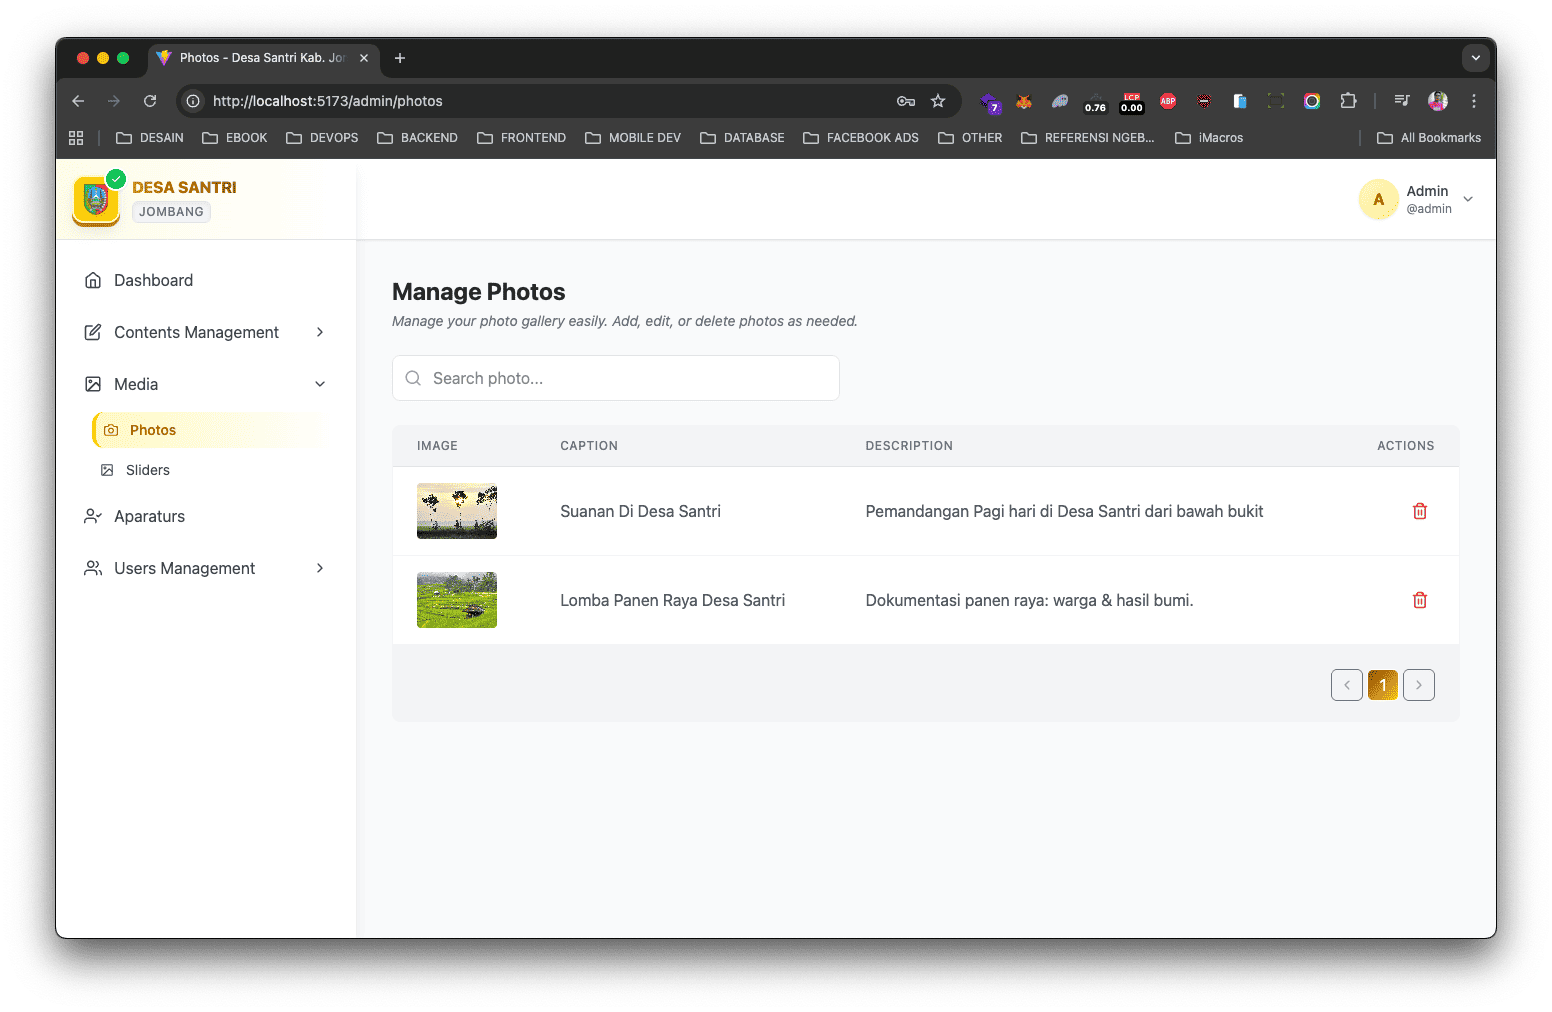 Photos - Desa Santri Kab. Jor
http://localhost:5173/admin/photos
7
0.76
LCP
0.00
ABP
DESAIN
EBOOK
DEVOPS
BACKEND
FRONTEND
MOBILE DEV
DATABASE
FACEBOOK ADS
OTHER
REFERENSI NGEB...
iMacros
All Bookmarks
DESA SANTRI
JOMBANG
A
Admin
@admin
Dashboard
Contents Management
Media
Photos
Sliders
Aparaturs
Users Management
Manage Photos
Manage your photo gallery easily. Add, edit, or delete photos as needed.
Search photo...
IMAGE CAPTION DESCRIPTION ACTIONS
Suanan Di Desa Santri Pemandangan Pagi hari di Desa Santri dari bawah bukit
Lomba Panen Raya Desa Santri Dokumentasi panen raya: warga & hasil bumi.
1